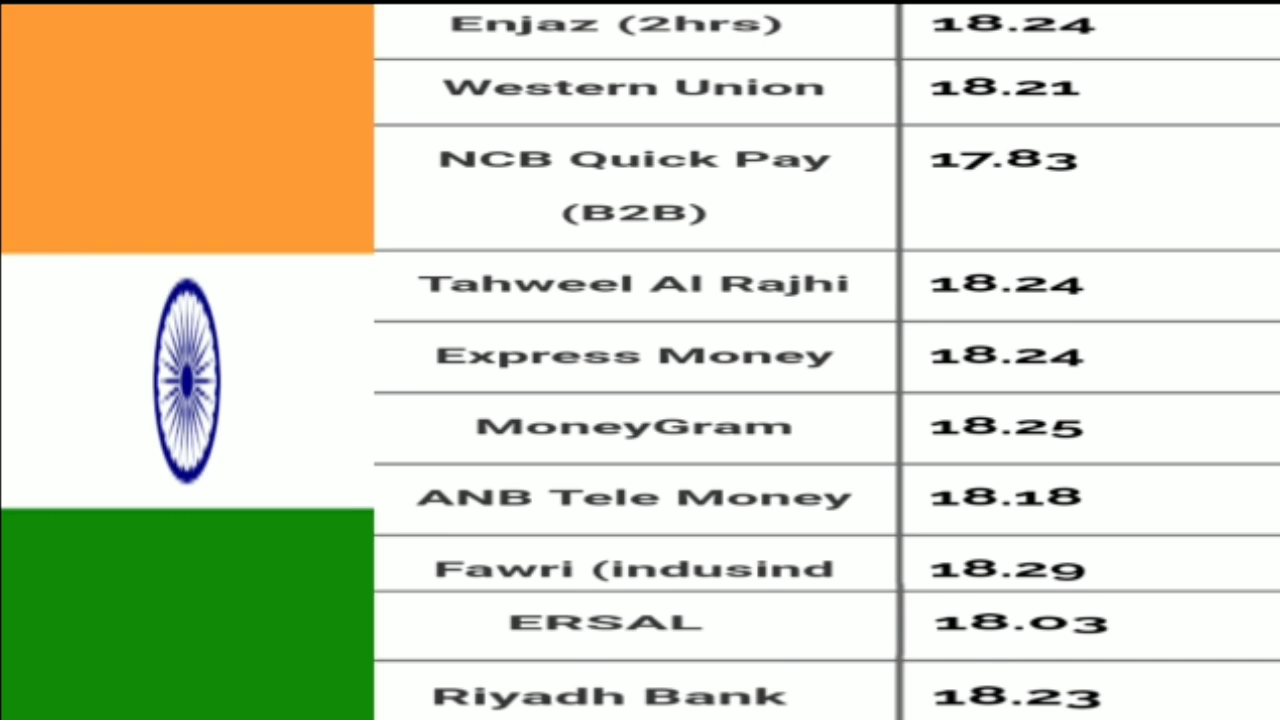 Enjaz (2hrs) 18.24
Western Union 18.21
NCB Quick Pay 17.83
(B2B)
Tahweel Al Rajhi 18.24
Express Money 18.24
MoneyGram 18.25
ANB Tele Money 18.18
Fawri (indusind 18.29
ERSAL 18.03
Riyadh Bank 18.23